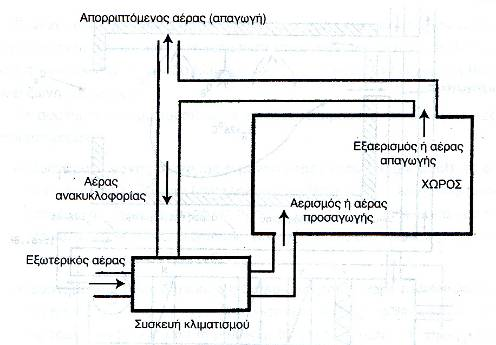 Απορριπτόμενος αέρας (απαγωγή)
Εξαερισμός ή αέρας
απαγωγής
ΧΩΡΟΣ
Αέρας
ανακυκλοφορίας
Αερισμός ή αέρας
προσαγωγής
Εξωτερικός αέρας
Συσκευή κλιματισμού